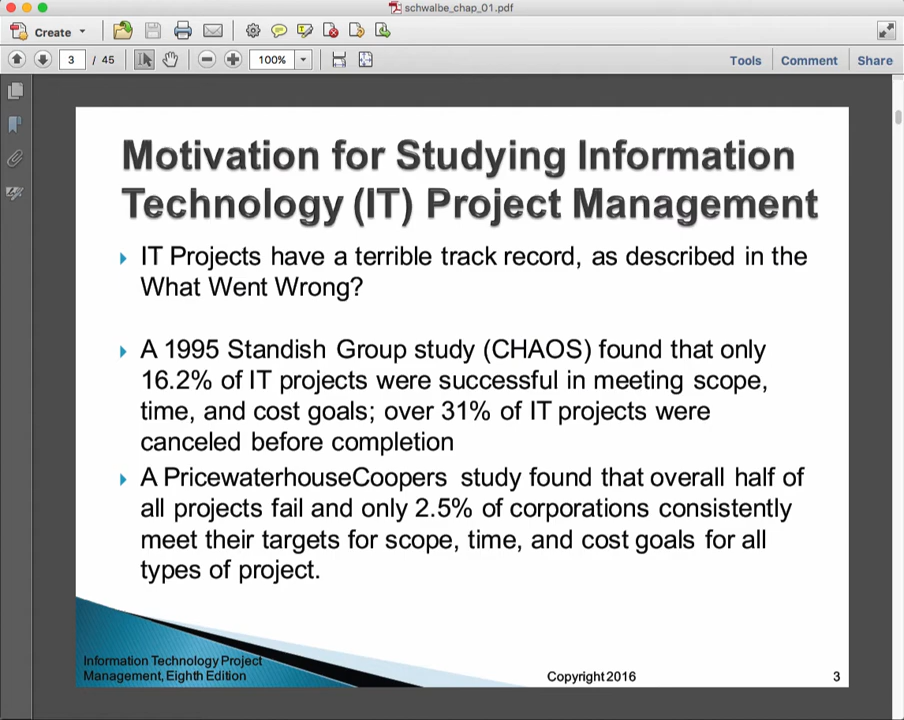 schwalbe_chap_01.pdf
Create
3 / 45
100%
Tools Comment Share
Motivation for Studying Information
Technology (IT) Project Management
IT Projects have a terrible track record, as described in the
What Went Wrong?
A 1995 Standish Group study (CHAOS) found that only
16.2% of IT projects were successful in meeting scope,
time, and cost goals; over 31% of IT projects were
canceled before completion
A PricewaterhouseCoopers study found that overall half of
all projects fail and only 2.5% of corporations consistently
meet their targets for scope, time, and cost goals for all
types of project.
Information Technology Project
Management, Eighth Edition
Copyright 2016
3